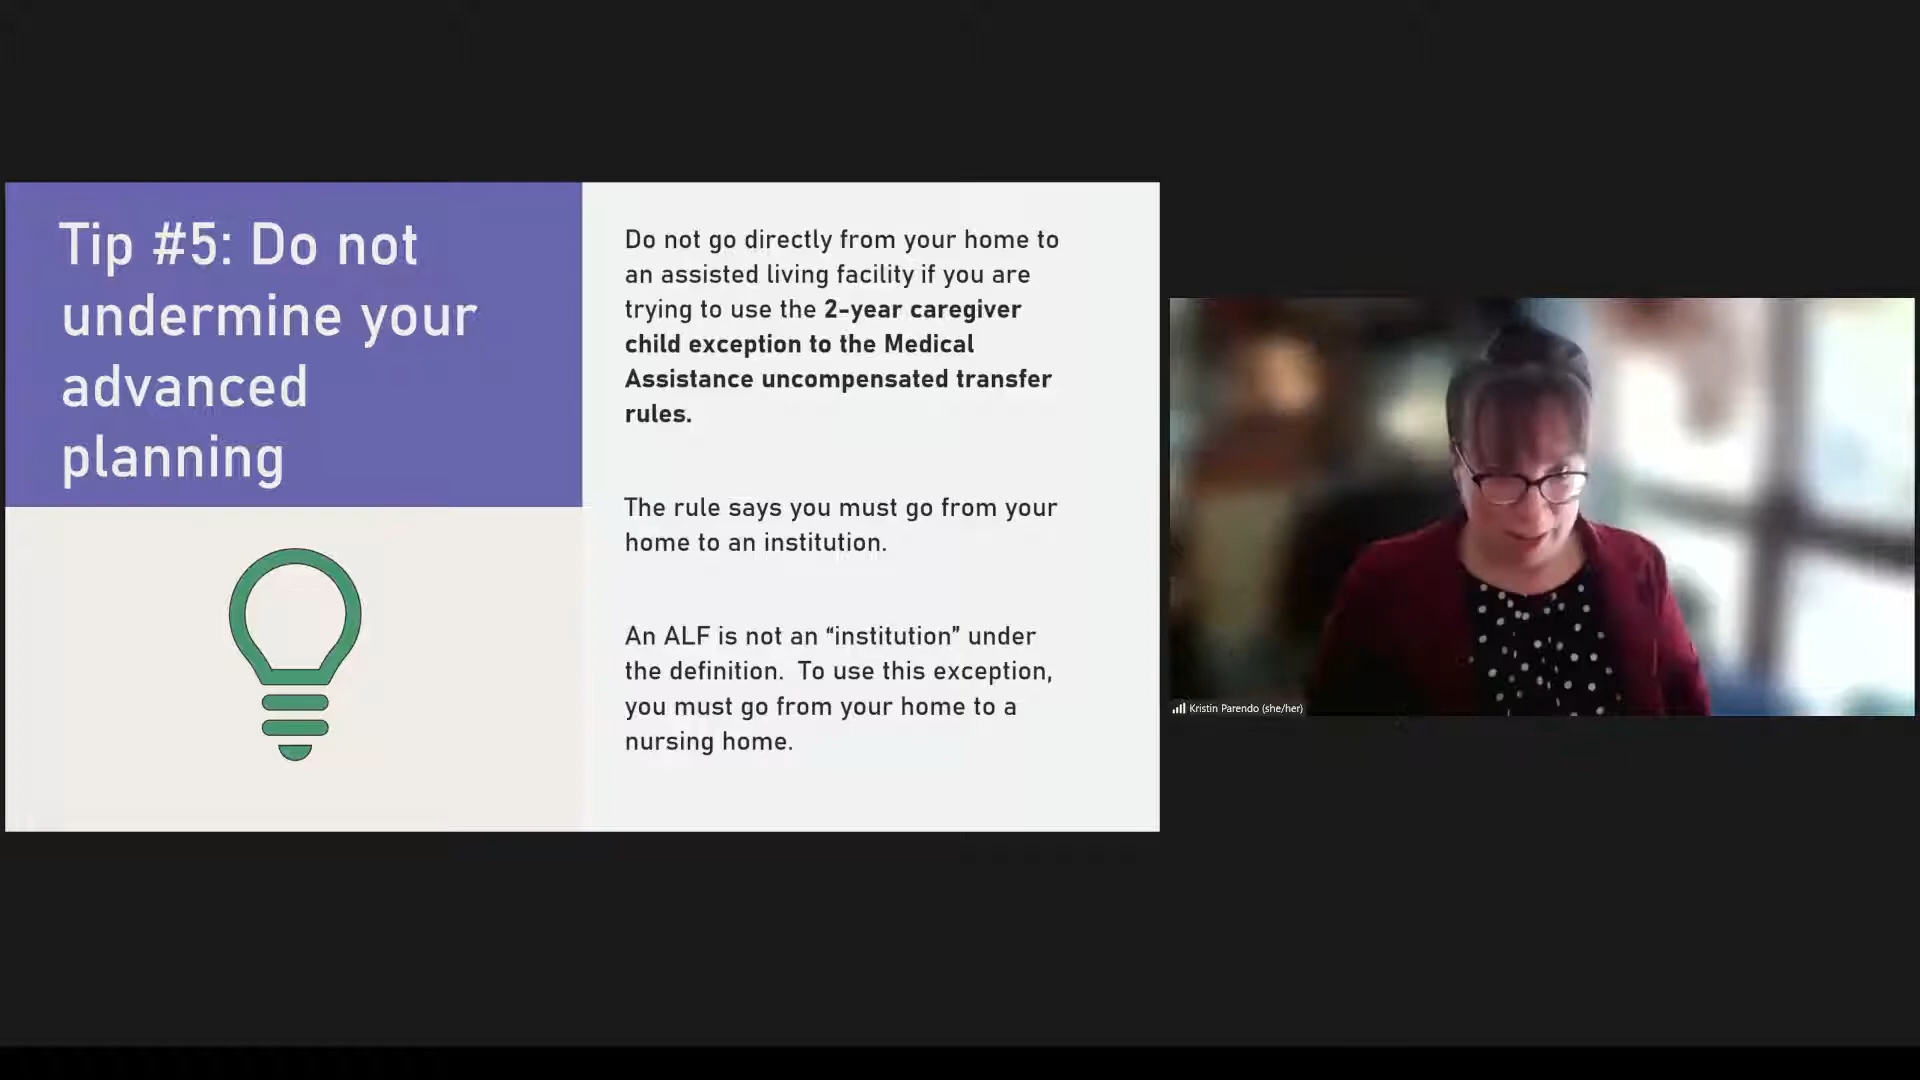 Tip #5: Do not
undermine your
advanced
planning
Do not go directly from your home to
an assisted living facility if you are
trying to use the 2-year caregiver
child exception to the Medical
Assistance uncompensated transfer
rules.
The rule says you must go from your
home to an institution.
An ALF is not an “institution” under
the definition.  To use this exception,
you must go from your home to a
nursing home.
Kristin Parendo (she/her)